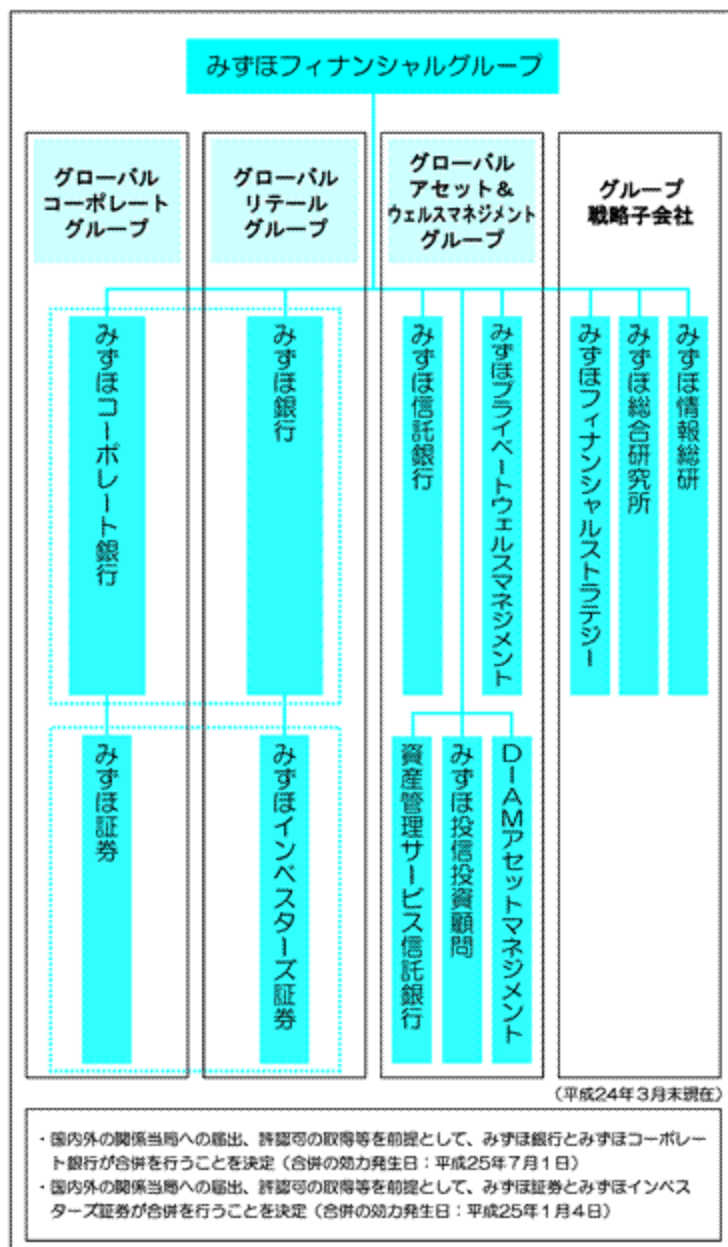 みずほフィナンシャルグループ
グローバル
コーポレート
グループ
グローバル
リテール
グループ
グローバル
アセット＆
ウェルスマネジメント
グループ
グループ
戦略子会社
みずほコーポレート銀行
みずほ銀行
みずほ信託銀行
みずほプライベートウェルスマネジメント
みずほフィナンシャルストラテジー
みずほ総合研究所
みずほ情報総研
みずほ証券
みずほインベスターズ証券
資産管理サービス信託銀行
みずほ投信投資顧問
DIAMアセットマネジメント
（平成24年３月末現在）
・国内外の関係当局への届出、許認可の取得等を前提として、みずほ銀行とみずほコーポレー
ト銀行が合併を行うことを決定（合併の効力発生日：平成25年７月１日）
・国内外の関係当局への届出、許認可の取得等を前提として、みずほ証券とみずほインベス
ターズ証券が合併を行うことを決定（合併の効力発生日：平成25年１月４日）